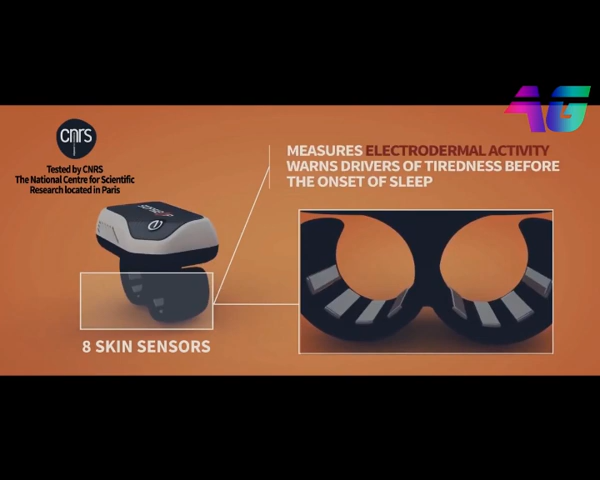 AG
cnrs
Tested by CNRS
The National Centre for Scientific
Research located in Paris
MEASURES ELECTRODERMAL ACTIVITY
WARNS DRIVERS OF TIREDNESS BEFORE
THE ONSET OF SLEEP
8 SKIN SENSORS